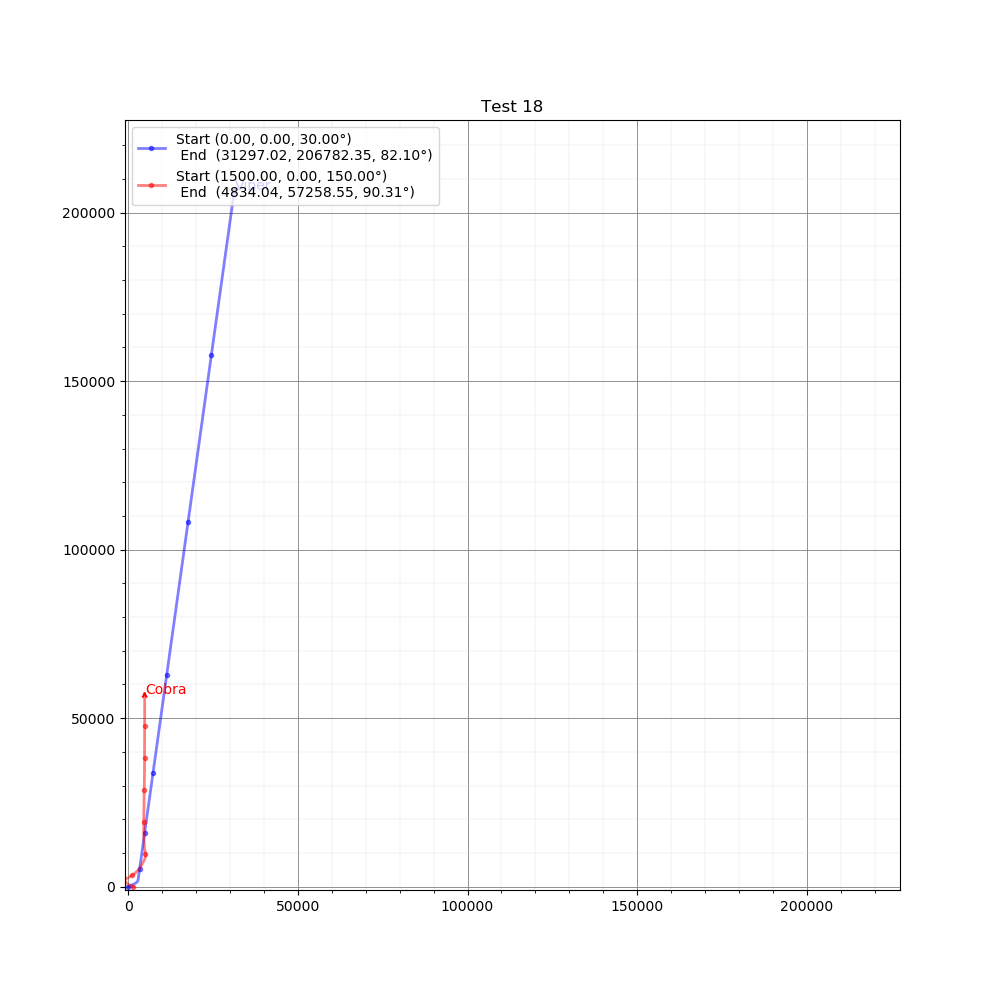 Test 18
Start (0.00, 0.00, 30.00°)
End (31297.02, 206782.35, 82.10°)
Start (1500.00, 0.00, 150.00°)
End (4834.04, 57258.55, 90.31°)
200000
150000
100000
50000
0
Cobra
0
50000
100000
150000
200000